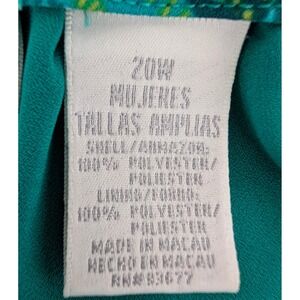 20W
MUJERES
TALLAS AMPLIAS
SHELL/ARMAZON:
100% POLYESTER/
POLIESTER
LINING/FORRO:
100% POLYESTER/
POLIESTER
MADE IN MACAU
HECHO EN MACAU
RN#93677